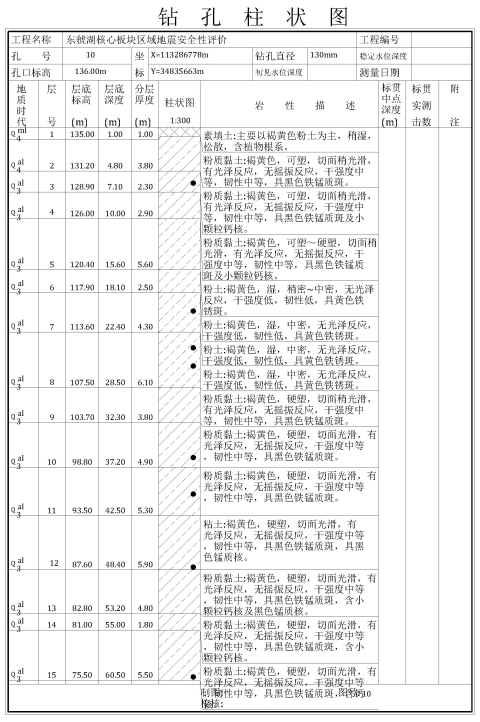 钻 孔 柱 状 图
工程名称 东虢湖核心板块区域地震安全性评价 工程编号
孔 号 10 坐 X=113286778m 钻孔直径 130mm 稳定水位深度
孔口标高 136.00m 标 Y=34835663m 初见水位深度 测量日期
地质时代 层号 层底标高(m) 层底深度(m) 分层厚度(m) 柱状图 1:300 岩 性 描 述 标贯中点深度(m) 标贯实测击数 附注
Q4ml 1 135.00 1.00 1.00
素填土:主要以褐黄色粉土为主，稍湿，
松散，含植物根系。
Q4al 2 131.20 4.80 3.80
粉质黏土:褐黄色，可塑，切面稍光滑，
有光泽反应，无摇振反应，干强度中
等，韧性中等，具黑色铁锰质斑。
Q3al 3 128.90 7.10 2.30
粉质黏土:褐黄色，可塑，切面稍光滑，
有光泽反应，无摇振反应，干强度中
等，韧性中等，具黑色铁锰质斑及小
颗粒钙核。
Q3al 4 126.00 10.00 2.90
粉质黏土:褐黄色，可塑～硬塑，切面稍
光滑，有光泽反应，无摇振反应，干
强度中等，韧性中等，具黑色铁锰质
斑及小颗粒钙核。
Q3al 5 120.40 15.60 5.60
粉土:褐黄色，湿，稍密~中密，无光泽
反应，干强度低，韧性低，具黄色铁
锈斑。
Q3al 6 117.90 18.10 2.50
粉土:褐黄色，湿，中密，无光泽反应，
干强度低，韧性低，具黄色铁锈斑。
Q3al 7 113.60 22.40 4.30
粉土:褐黄色，湿，中密，无光泽反应，
干强度低，韧性低，具黄色铁锈斑。
粉土:褐黄色，湿，中密，无光泽反应，
干强度低，韧性低，具黄色铁锈斑。
Q3al 8 107.50 28.50 6.10
粉质黏土:褐黄色，硬塑，切面稍光滑，
有光泽反应，无摇振反应，干强度中
等，韧性中等，具黑色铁锰质斑。
Q3al 9 103.70 32.30 3.80
粉质黏土:褐黄色，硬塑，切面光滑，有
光泽反应，无摇振反应，干强度中等
，韧性中等，具黑色铁锰质斑。
Q3al 10 98.80 37.20 4.90
粉质黏土:褐黄色，硬塑，切面光滑，有
光泽反应，无摇振反应，干强度中等
，韧性中等，具黑色铁锰质斑。
Q3al 11 93.50 42.50 5.30
粘土:褐黄色，硬塑，切面光滑，有
光泽反应，无摇振反应，干强度中等
，韧性中等，具黑色铁锰质斑，具黑
色锰质核。
Q3al 12 87.60 48.40 5.90
粉质黏土:褐黄色，硬塑，切面光滑，有
光泽反应，无摇振反应，干强度中等
，韧性中等，具黑色铁锰质斑，含小
颗粒钙核及黑色锰质核。
Q3al 13 82.80 53.20 4.80
Q3al 14 81.00 55.00 1.80
粉质黏土:褐黄色，硬塑，切面光滑，有
光泽反应，无摇振反应，干强度中等
，韧性中等，具黑色铁锰质斑，含小
颗粒钙核。
Q3al 15 75.50 60.50 5.50
粉质黏土:褐黄色，硬塑，切面光滑，有
光泽反应，无摇振反应，干强度中等
，韧性中等，具黑色铁锰质斑，含钙